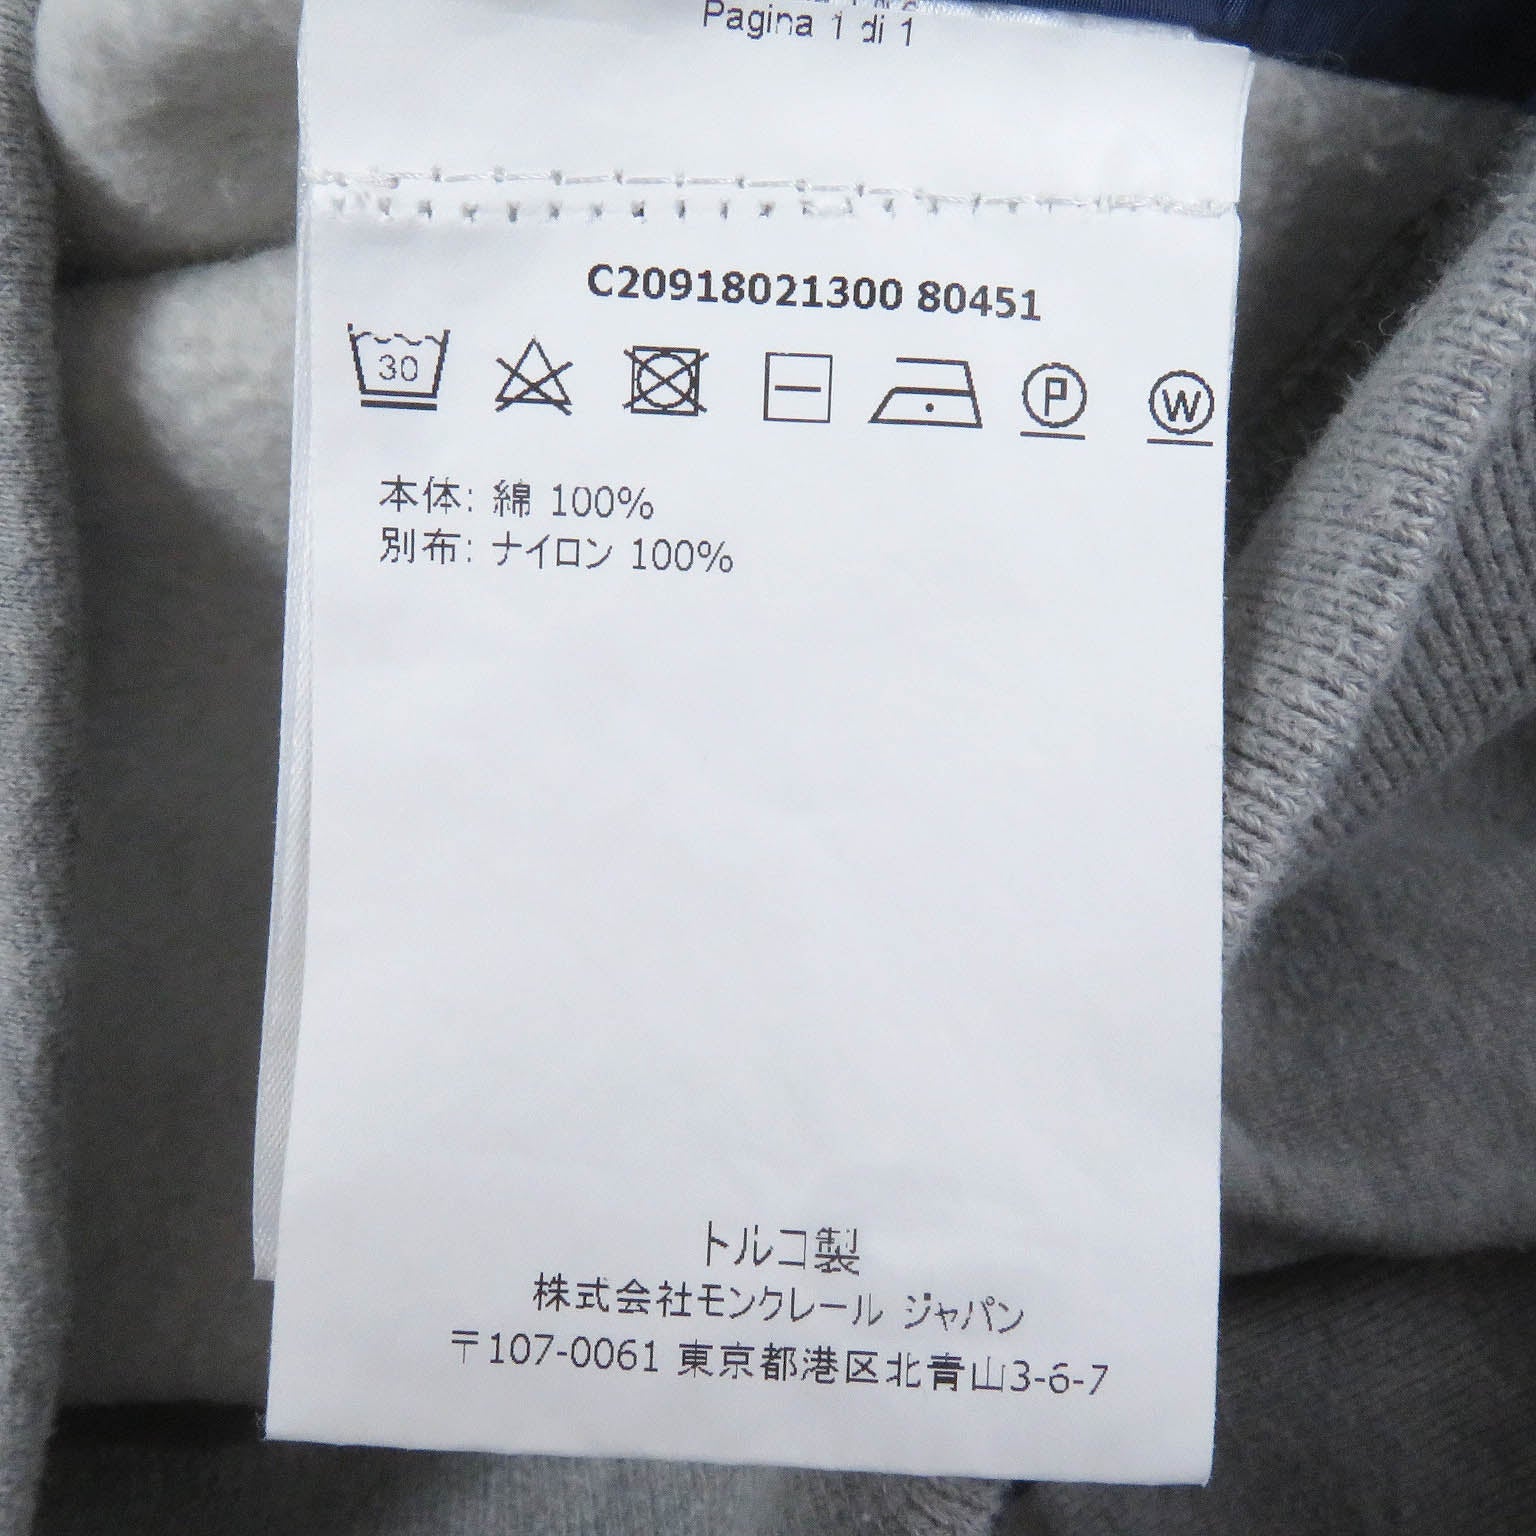 Pagina 1 di 1
C20918021300 80451
30
P
W
本体: 綿 100%
別布: ナイロン 100%
トルコ製
株式会社モンクレール ジャパン
〒107-0061 東京都港区北青山3-6-7